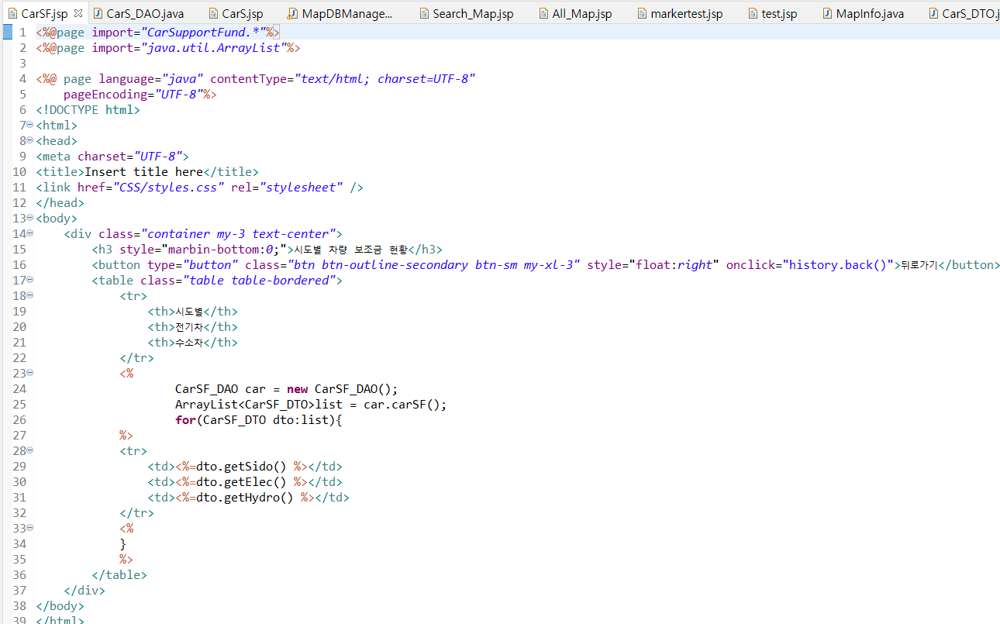 CarSF.jsp CarS_DAO.java CarS.jsp MapDBManage... Search_Map.jsp All_Map.jsp markertest.jsp test.jsp MapInfo.java CarS_DTO.j
1 <%@page import="CarSupportFund.*"%>
2 <%@page import="java.util.ArrayList"%>
3
4 <%@ page language="java" contentType="text/html; charset=UTF-8"
5     pageEncoding="UTF-8"%>
6 <!DOCTYPE html>
7 <html>
8 <head>
9 <meta charset="UTF-8">
10 <title>Insert title here</title>
11 <link href="CSS/styles.css" rel="stylesheet" />
12 </head>
13 <body>
14     <div class="container my-3 text-center">
15         <h3 style="marbin-bottom:0;">시도별 차량 보조금 현황</h3>
16         <button type="button" class="btn btn-outline-secondary btn-sm my-xl-3" style="float:right" onclick="history.back()">뒤로가기</button>
17         <table class="table table-bordered">
18             <tr>
19                 <th>시도별</th>
20                 <th>전기차</th>
21                 <th>수소차</th>
22             </tr>
23             <%
24                     CarSF_DAO car = new CarSF_DAO();
25                     ArrayList<CarSF_DTO>list = car.carSF();
26                     for(CarSF_DTO dto:list){
27             %>
28             <tr>
29                 <td><%=dto.getSido() %></td>
30                 <td><%=dto.getElec() %></td>
31                 <td><%=dto.getHydro() %></td>
32             </tr>
33             <%
34             }
35             %>
36         </table>
37     </div>
38 </body>
39 </html>